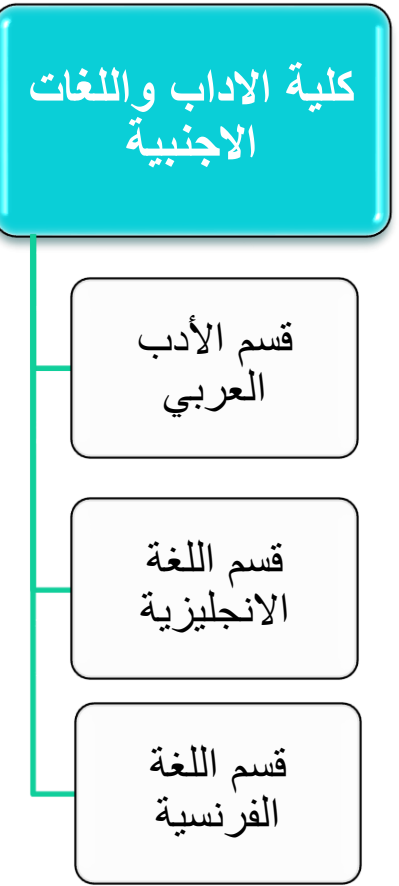 كلية الاداب واللغات
الاجنبية
قسم الأدب
العربي
قسم اللغة
الانجليزية
قسم اللغة
الفرنسية